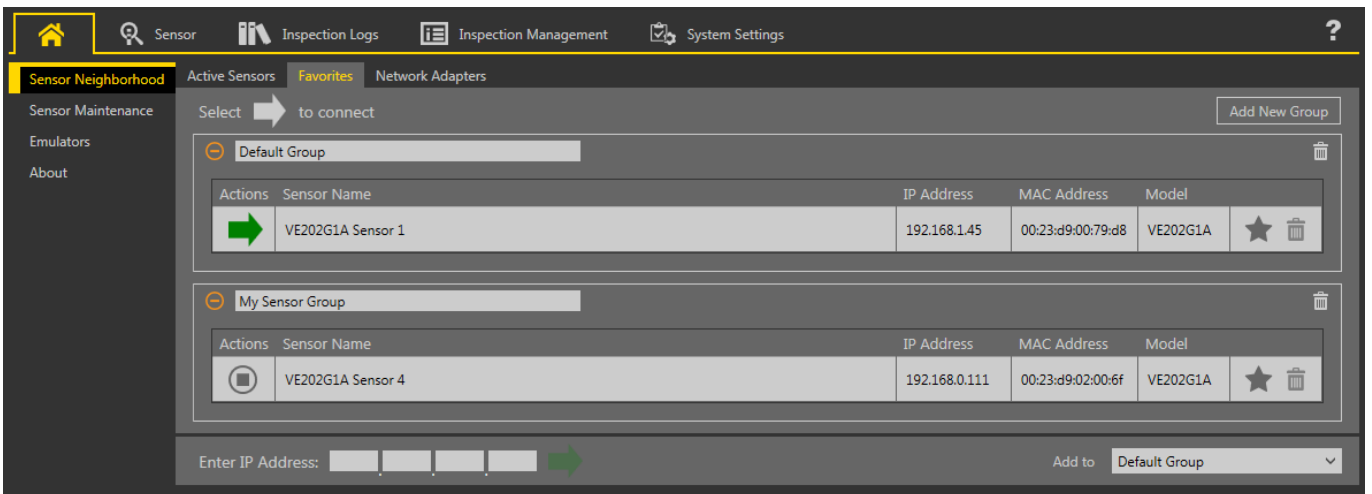 Sensor Inspection Logs Inspection Management System Settings ?
Sensor Neighborhood
Sensor Maintenance
Emulators
About
Active Sensors Favorites Network Adapters
Select to connect Add New Group
Default Group
Actions Sensor Name IP Address MAC Address Model
VE202G1A Sensor 1 192.168.1.45 00:23:d9:00:79:d8 VE202G1A
My Sensor Group
Actions Sensor Name IP Address MAC Address Model
VE202G1A Sensor 4 192.168.0.111 00:23:d9:02:00:6f VE202G1A
Enter IP Address: . . . Add to Default Group